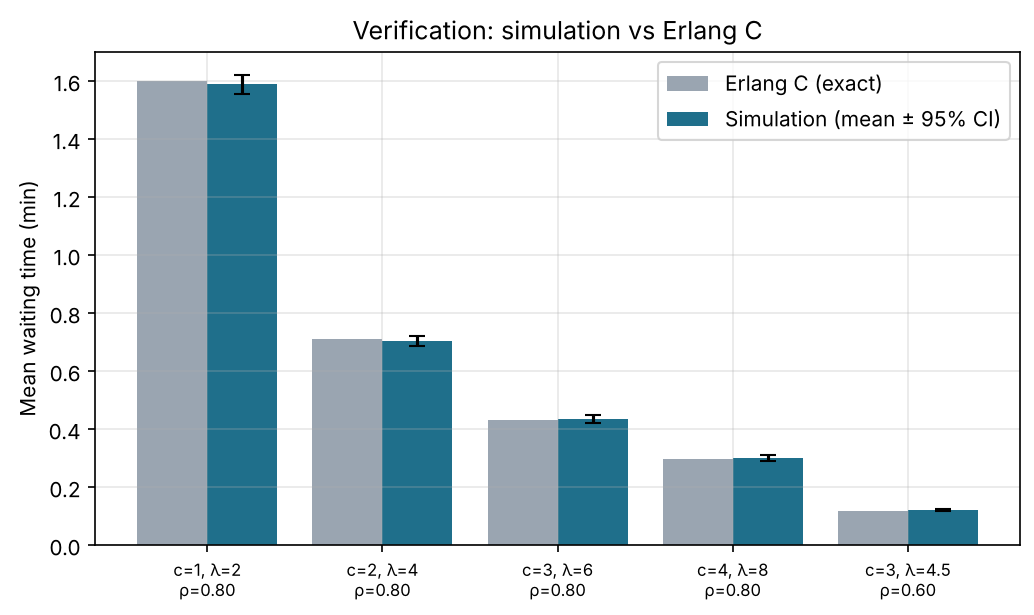 Verification: simulation vs Erlang C
Erlang C (exact)
Simulation (mean ± 95% CI)
Mean waiting time (min)
1.6
1.4
1.2
1.0
0.8
0.6
0.4
0.2
0.0
c=1, λ=2
ρ=0.80
c=2, λ=4
ρ=0.80
c=3, λ=6
ρ=0.80
c=4, λ=8
ρ=0.80
c=3, λ=4.5
ρ=0.60